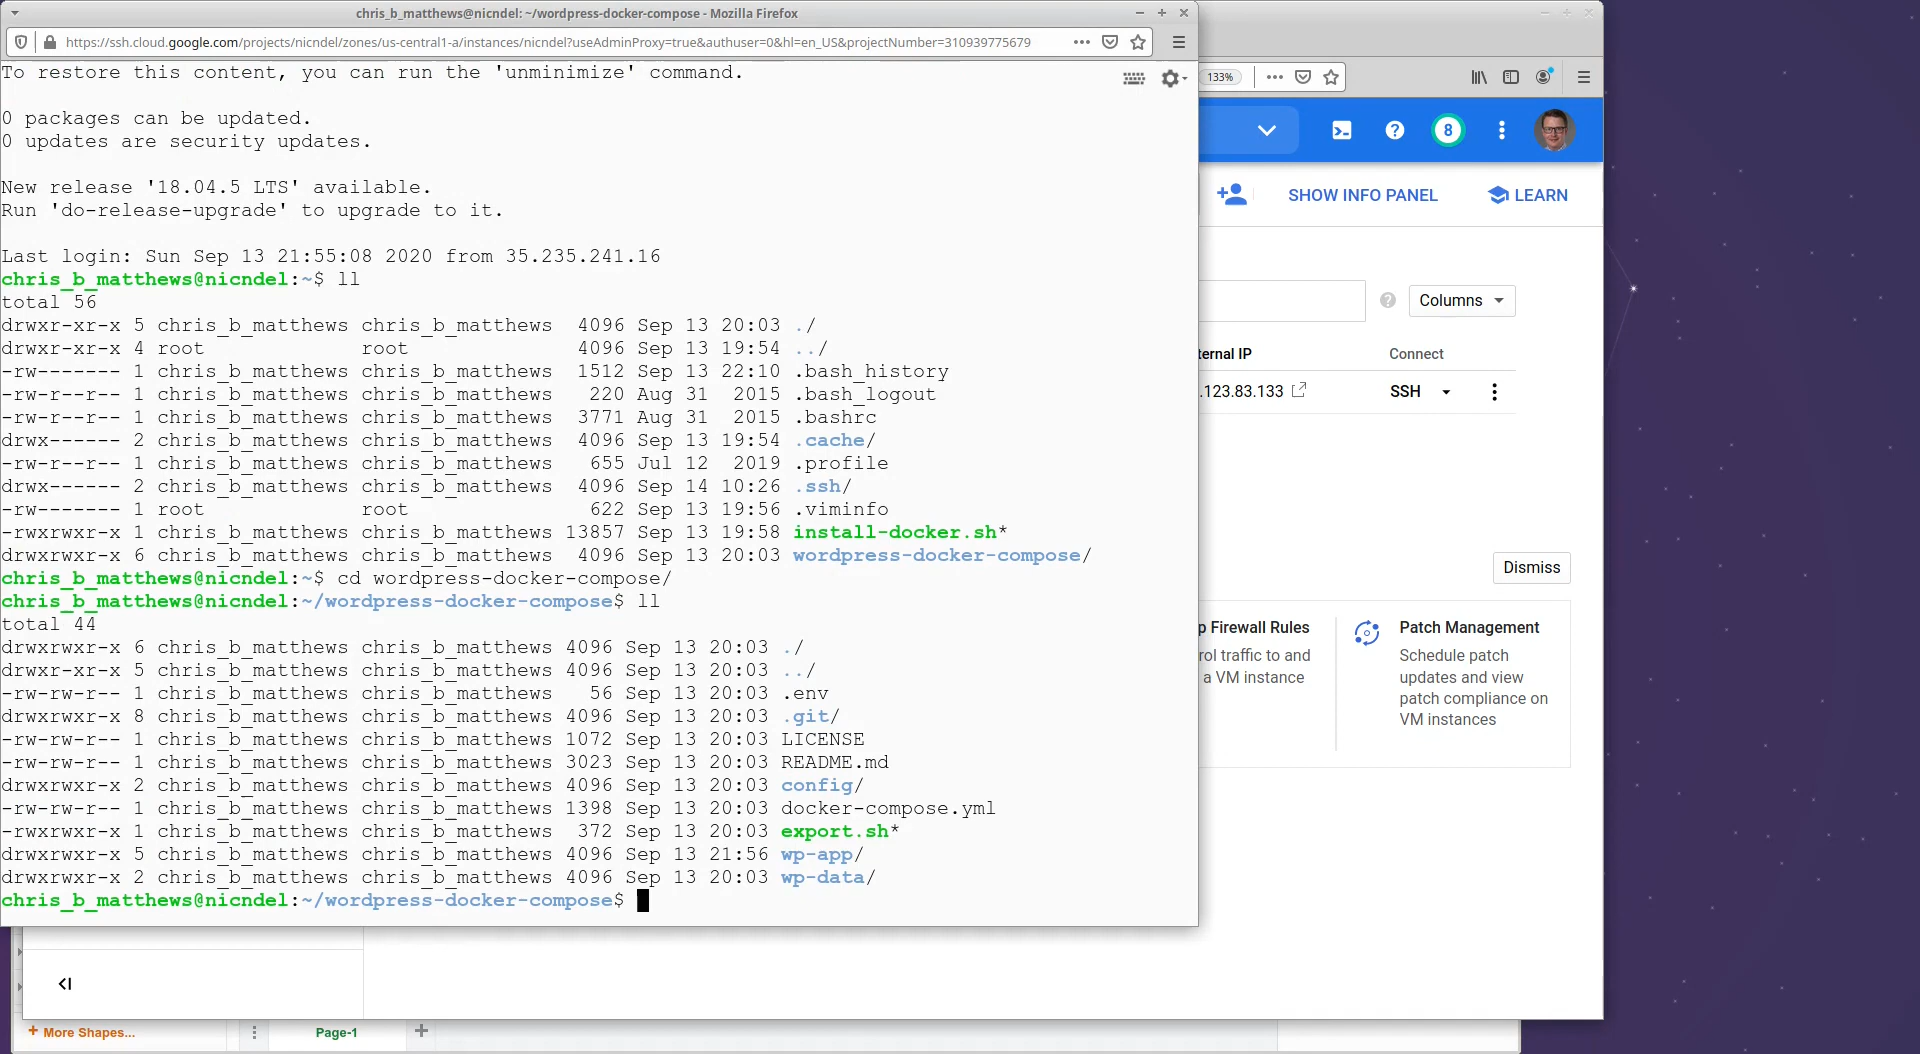 chris_b_matthews@nicndel: ~/wordpress-docker-compose - Mozilla Firefox
https://ssh.cloud.google.com/projects/nicndel/zones/us-central1-a/instances/nicndel?useAdminProxy=true&authuser=0&hl=en_US&projectNumber=310939775679
To restore this content, you can run the 'unminimize' command.
0 packages can be updated.
0 updates are security updates.
New release '18.04.5 LTS' available.
Run 'do-release-upgrade' to upgrade to it.
Last login: Sun Sep 13 21:55:08 2020 from 35.235.241.16
chris_b_matthews@nicndel:~$ ll
total 56
drwxr-xr-x 5 chris_b_matthews chris_b_matthews  4096 Sep 13 20:03 ./
drwxr-xr-x 4 root             root              4096 Sep 13 19:54 ../
-rw------- 1 chris_b_matthews chris_b_matthews  1512 Sep 13 22:10 .bash_history
-rw-r--r-- 1 chris_b_matthews chris_b_matthews   220 Aug 31  2015 .bash_logout
-rw-r--r-- 1 chris_b_matthews chris_b_matthews  3771 Aug 31  2015 .bashrc
drwx------ 2 chris_b_matthews chris_b_matthews  4096 Sep 13 19:54 .cache/
-rw-r--r-- 1 chris_b_matthews chris_b_matthews   655 Jul 12  2019 .profile
drwx------ 2 chris_b_matthews chris_b_matthews  4096 Sep 14 10:26 .ssh/
-rw------- 1 root             root               622 Sep 13 19:56 .viminfo
-rwxrwxr-x 1 chris_b_matthews chris_b_matthews 13857 Sep 13 19:58 install-docker.sh*
drwxrwxr-x 6 chris_b_matthews chris_b_matthews  4096 Sep 13 20:03 wordpress-docker-compose/
chris_b_matthews@nicndel:~$ cd wordpress-docker-compose/
chris_b_matthews@nicndel:~/wordpress-docker-compose$ ll
total 44
drwxrwxr-x 6 chris_b_matthews chris_b_matthews 4096 Sep 13 20:03 ./
drwxr-xr-x 5 chris_b_matthews chris_b_matthews 4096 Sep 13 20:03 ../
-rw-rw-r-- 1 chris_b_matthews chris_b_matthews   56 Sep 13 20:03 .env
drwxrwxr-x 8 chris_b_matthews chris_b_matthews 4096 Sep 13 20:03 .git/
-rw-rw-r-- 1 chris_b_matthews chris_b_matthews 1072 Sep 13 20:03 LICENSE
-rw-rw-r-- 1 chris_b_matthews chris_b_matthews 3023 Sep 13 20:03 README.md
drwxrwxr-x 2 chris_b_matthews chris_b_matthews 4096 Sep 13 20:03 config/
-rw-rw-r-- 1 chris_b_matthews chris_b_matthews 1398 Sep 13 20:03 docker-compose.yml
-rwxrwxr-x 1 chris_b_matthews chris_b_matthews  372 Sep 13 20:03 export.sh*
drwxrwxr-x 5 chris_b_matthews chris_b_matthews 4096 Sep 13 21:56 wp-app/
drwxrwxr-x 2 chris_b_matthews chris_b_matthews 4096 Sep 13 20:03 wp-data/
chris_b_matthews@nicndel:~/wordpress-docker-compose$
133%
8
SHOW INFO PANEL
LEARN
Columns
ternal IP
Connect
.123.83.133
SSH
Dismiss
p Firewall Rules
rol traffic to and
a VM instance
Patch Management
Schedule patch
updates and view
patch compliance on
VM instances
+ More Shapes...
Page-1